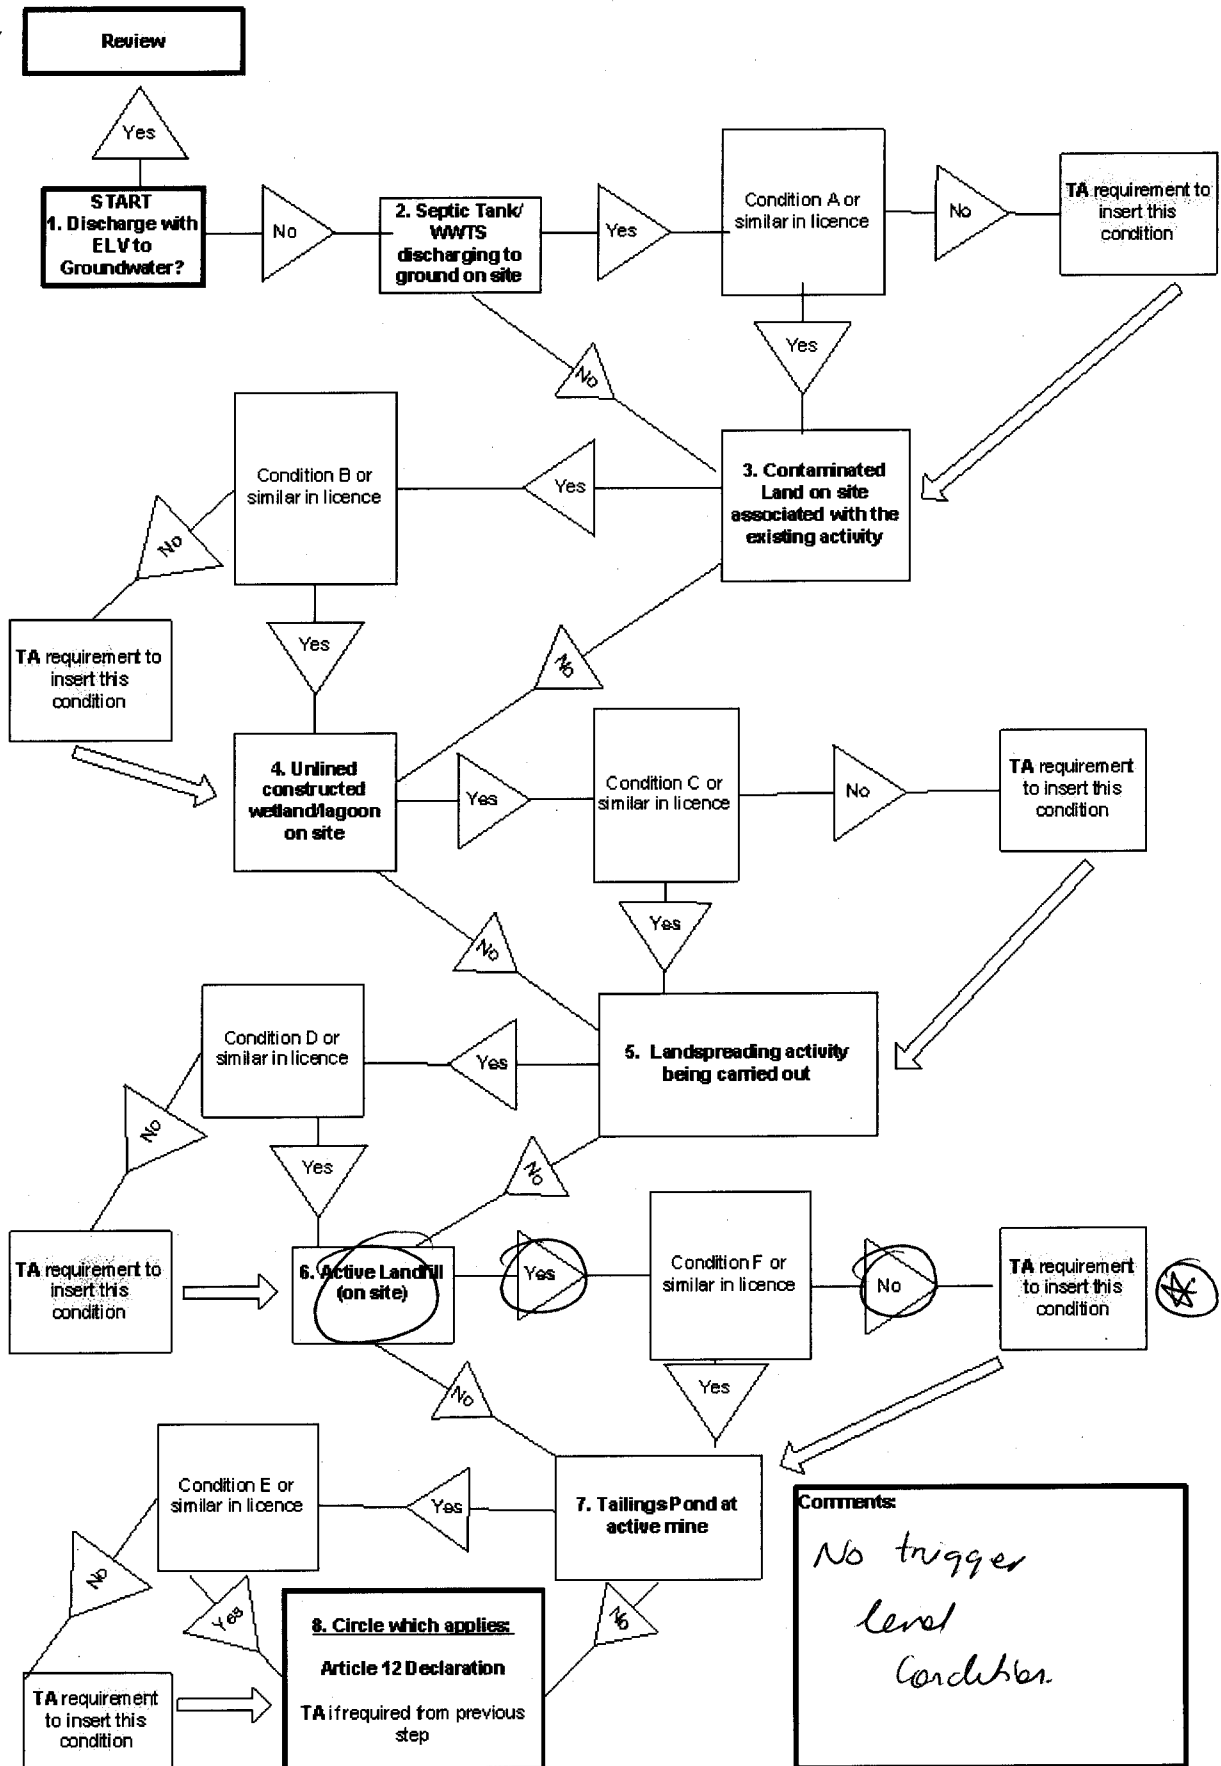 Review
Yes
START
1. Discharge with
ELV to
Groundwater?
No
2. Septic Tank/
WWTS
discharging to
ground on site
Yes
Condition A or
similar in licence
No
TA requirement to
insert this
condition
Yes
No
3. Contaminated
Land on site
associated with the
existing activity
Yes
Condition B or
similar in licence
No
TA requirement to
insert this
condition
Yes
No
4. Unlined
constructed
wetland/lagoon
on site
Yes
Condition C or
similar in licence
No
TA requirement
to insert this
condition
Yes
No
5. Landspreading activity
being carried out
Yes
Condition D or
similar in licence
No
TA requirement to
insert this
condition
Yes
No
6. Active Landfill
(on site)
Yes
Condition F or
similar in licence
No
TA requirement
to insert this
condition
Yes
No
7. Tailings Pond at
active mine
Yes
Condition E or
similar in licence
No
TA requirement
to insert this
condition
Yes
No
8. Circle which applies:
Article 12 Declaration
TA if required from previous
step
Comments:
No trigger
level
Condition.